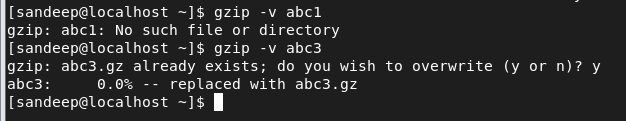 [sandeep@localhost ~]$ gzip -v abc1
gzip: abc1: No such file or directory
[sandeep@localhost ~]$ gzip -v abc3
gzip: abc3.gz already exists; do you wish to overwrite (y or n)? y
abc3:     0.0% -- replaced with abc3.gz
[sandeep@localhost ~]$